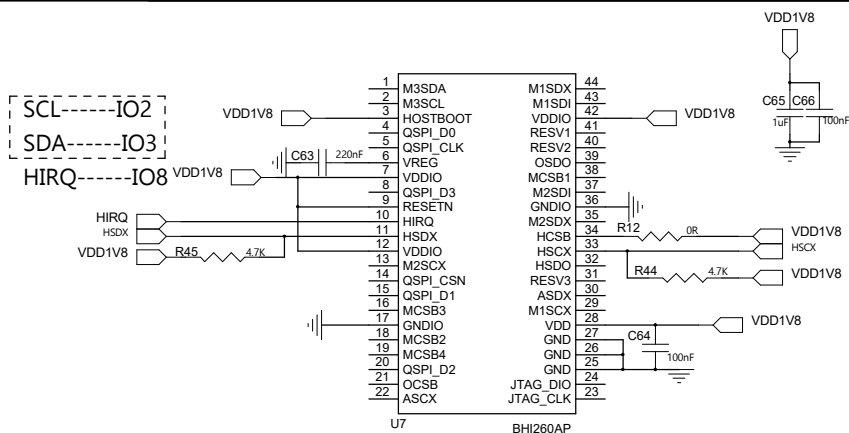 VDD1V8
C65 C66
1uF 100nF
SCL------IO2
SDA------IO3
HIRQ------IO8
VDD1V8
C63 220nF
VDD1V8
HIRQ
HSDX
VDD1V8 R45 4.7K
1 M3SDA
2 M3SCL
3 HOSTBOOT
4 QSPI_D0
5 QSPI_CLK
6 VREG
7 VDDIO
8 QSPI_D3
9 RESETN
10 HIRQ
11 HSDX
12 VDDIO
13 M2SCX
14 QSPI_CSN
15 QSPI_D1
16 MCSB3
17 GNDIO
18 MCSB2
19 MCSB4
20 QSPI_D2
21 OCSB
22 ASCX
M1SDX 44
M1SDI 43
VDDIO 42
RESV1 41
RESV2 40
OSDO 39
MCSB1 38
M2SDI 37
GNDIO 36
M2SDX 35
HCSB 34
HSCX 33
HSDO 32
RESV3 31
ASDX 30
M1SCX 29
VDD 28
GND 27
GND 26
GND 25
JTAG_DIO 24
JTAG_CLK 23
VDD1V8
R12 0R VDD1V8
HSCX
R44 4.7K VDD1V8
VDD1V8
C64
100nF
U7
BHI260AP